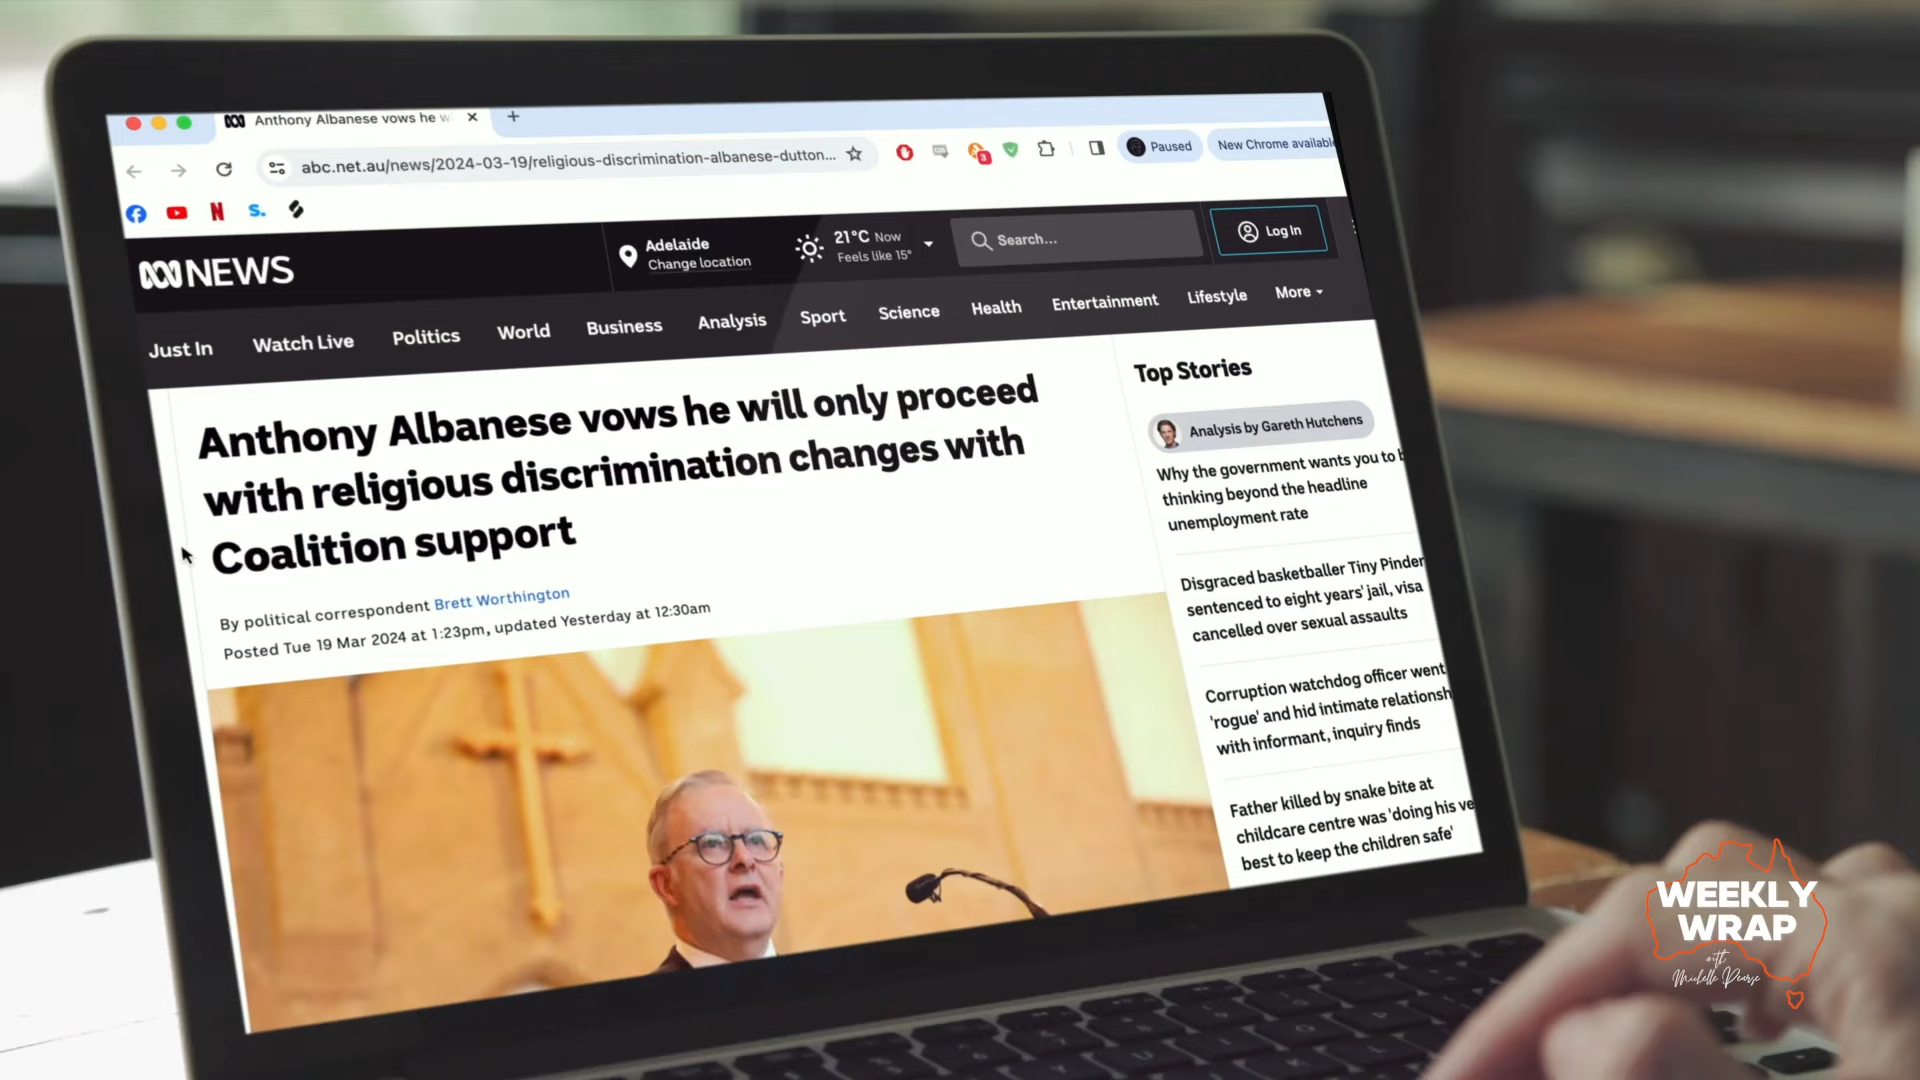 Anthony Albanese vows he w
abc.net.au/news/2024-03-19/religious-discrimination-albanese-dutton...
3
Paused
New Chrome availabl
N
S.
NEWS
Adelaide
Change location
21°C Now
Feels like 15°
Search...
Log In
Just In
Watch Live
Politics
World
Business
Analysis
Sport
Science
Health
Entertainment
Lifestyle
More
Anthony Albanese vows he will only proceed
with religious discrimination changes with
Coalition support
By political correspondent Brett Worthington
Posted Tue 19 Mar 2024 at 1:23pm, updated Yesterday at 12:30am
Top Stories
Analysis by Gareth Hutchens
Why the government wants you to b
thinking beyond the headline
unemployment rate
Disgraced basketballer Tiny Pinder
sentenced to eight years' jail, visa
cancelled over sexual assaults
Corruption watchdog officer went
'rogue' and hid intimate relationsh
with informant, inquiry finds
Father killed by snake bite at
childcare centre was 'doing his ve
best to keep the children safe'
WEEKLY
WRAP
with
Michelle Pearse